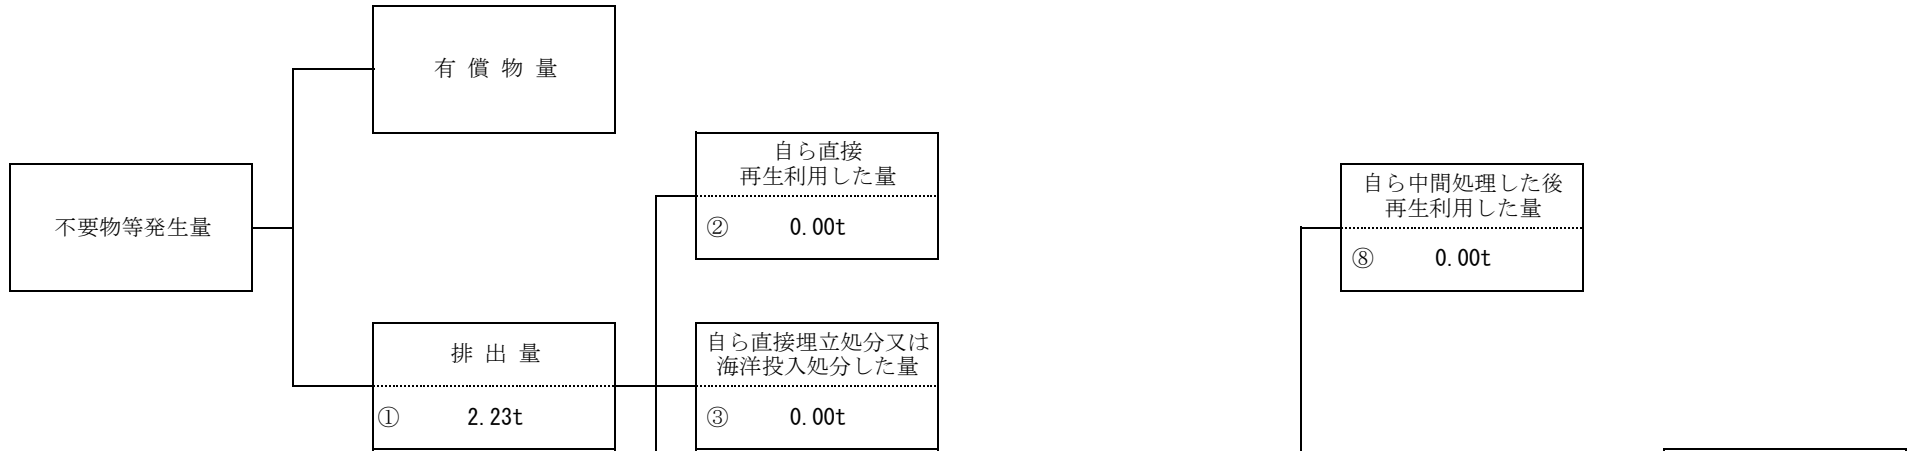 有償物量
自ら直接
再生利用した量
② 0.00t
不要物等発生量
自ら中間処理した後
再生利用した量
⑧ 0.00t
排出量
① 2.23t
自ら直接埋立処分又は
海洋投入処分した量
③ 0.00t